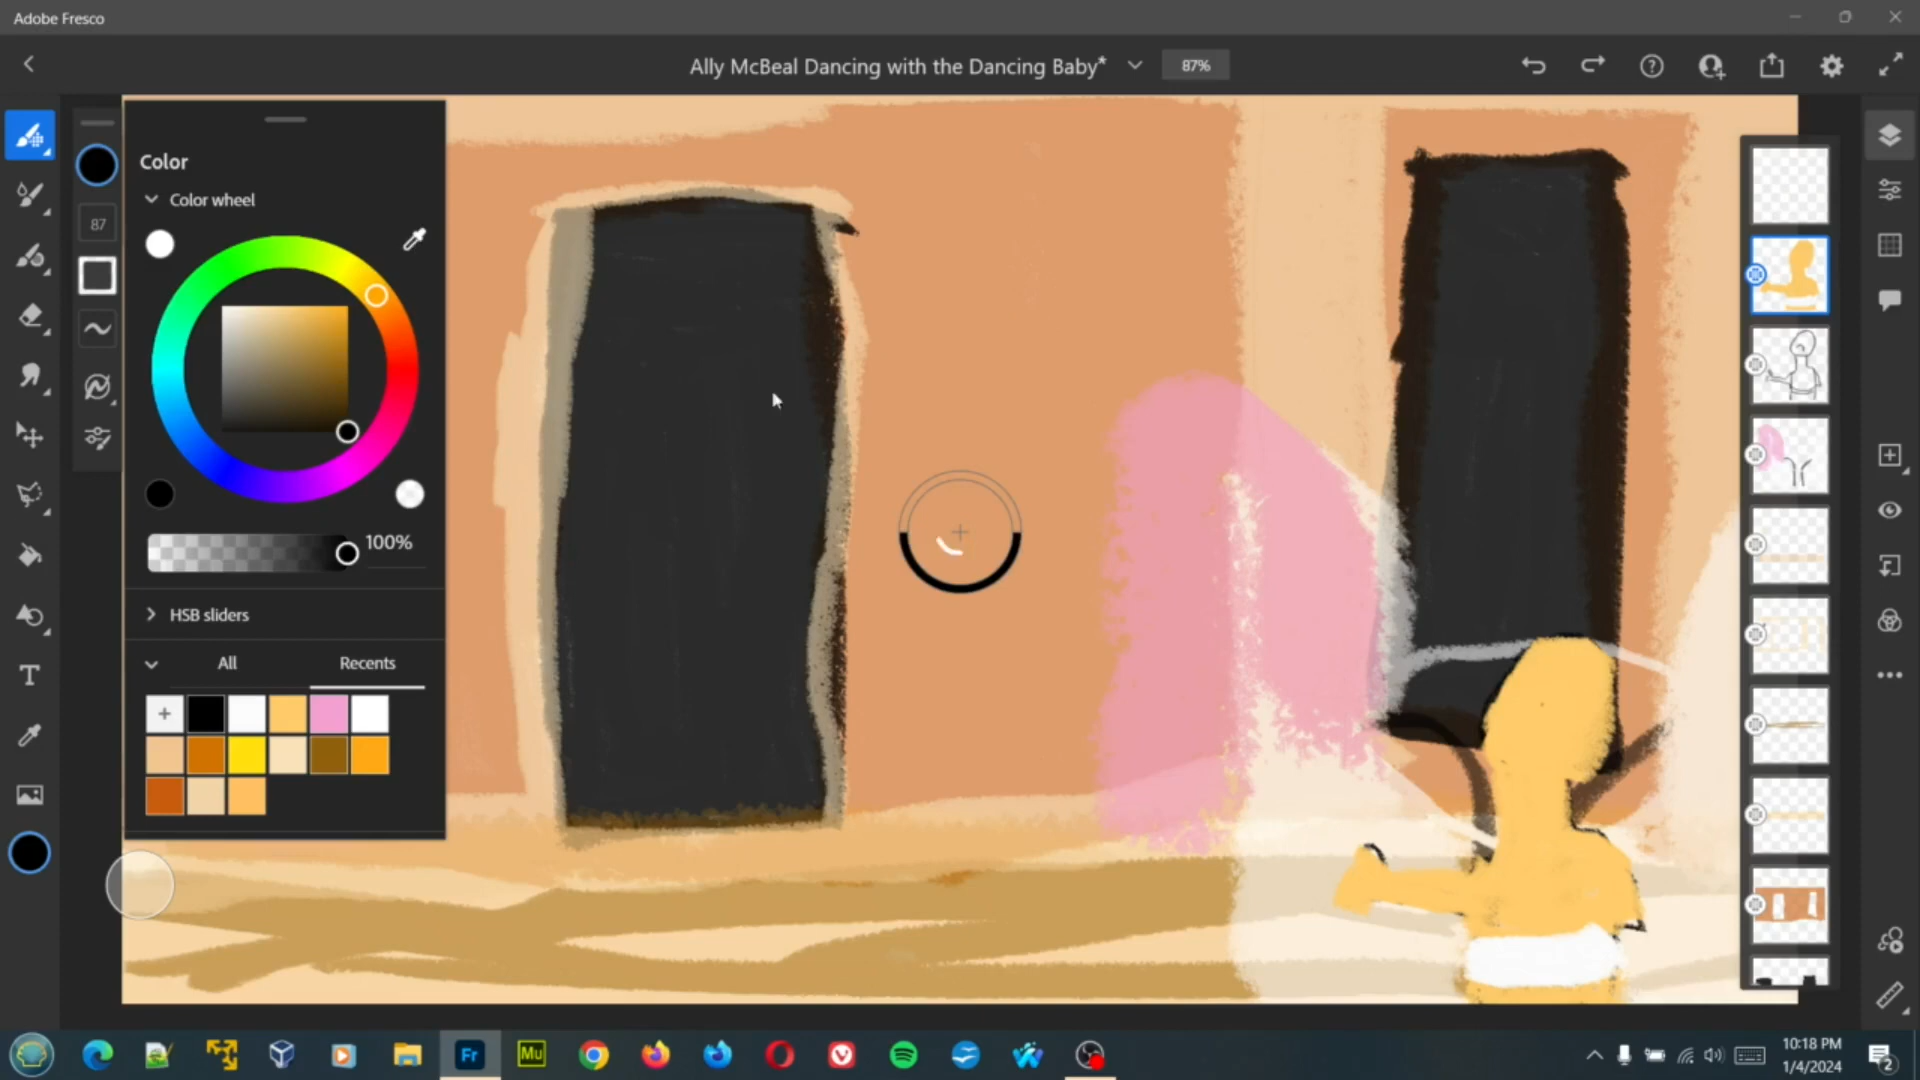 Adobe Fresco
Ally McBeal Dancing with the Dancing Baby*
87%
Color
Color wheel
87
100%
HSB sliders
All
Recents
+
T
Fr
Mu
10:18 PM
1/4/2024
2